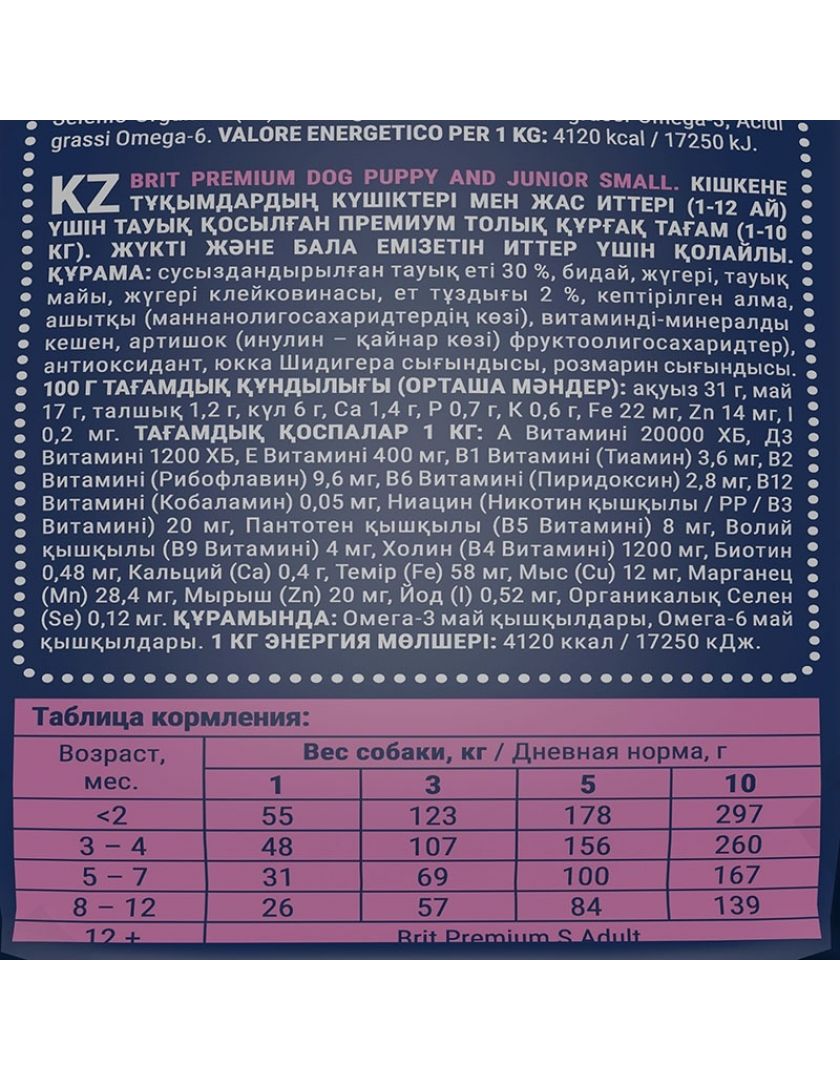 grassi Omega-6. VALORE ENERGETICO PER 1 KG: 4120 kcal / 17250 kJ.
KZ BRIT PREMIUM DOG PUPPY AND JUNIOR SMALL. КІШКЕНЕ
ТҰҚЫМДАРДЫҢ КҮШІКТЕРІ МЕН ЖАС ИТТЕРІ (1-12 АЙ)
ҮШІН ТАУЫҚ ҚОСЫЛҒАН ПРЕМИУМ ТОЛЫҚ ҚҰРҒАҚ ТАҒАМ (1-10
КГ). ЖҮКТІ ЖӘНЕ БАЛА ЕМІЗЕТІН ИТТЕР ҮШІН ҚОЛАЙЛЫ.
ҚҰРАМА: сусыздандырылған тауық еті 30 %, бидай, жүгері, тауық
майы, жүгері клейковинасы, ет тұздығы 2 %, кептірілген алма,
ашытқы (маннанолигосахаридтердің көзі), витаминді-минералды
кешен, артишок (инулин – қайнар көзі) фруктоолигосахаридтер),
антиоксидант, юкка Шидигера сығындысы, розмарин сығындысы.
100 Г ТАҒАМДЫҚ ҚҰНДЫЛЫҒЫ (ОРТАША МӘНДЕР): ақуыз 31 г, май
17 г, талшық 1,2 г, күл 6 г, Ca 1,4 г, P 0,7 г, K 0,6 г, Fe 22 мг, Zn 14 мг, I
0,2 мг. ТАҒАМДЫҚ ҚОСПАЛАР 1 КГ: А Витамині 20000 ХБ, Д3
Витамині 1200 ХБ, Е Витамині 400 мг, В1 Витамині (Тиамин) 3,6 мг, В2
Витамині (Рибофлавин) 9,6 мг, В6 Витамині (Пиридоксин) 2,8 мг, В12
Витамині (Кобаламин) 0,05 мг, Ниацин (Никотин қышқылы / РР / В3
Витамині) 20 мг, Пантотен қышқылы (В5 Витамині) 8 мг, Волий
қышқылы (В9 Витамині) 4 мг, Холин (В4 Витамині) 1200 мг, Биотин
0,48 мг, Кальций (Ca) 0,4 г, Темір (Fe) 58 мг, Мыс (Cu) 12 мг, Марганец
(Mn) 28,4 мг, Мырыш (Zn) 20 мг, Йод (I) 0,52 мг, Органикалық Селен
(Se) 0,12 мг. ҚҰРАМЫНДА: Омега-3 май қышқылдары, Омега-6 май
қышқылдары. 1 КГ ЭНЕРГИЯ МӨЛШЕРІ: 4120 ккал / 17250 кДж.
Таблица кормления:
Возраст, мес. Вес собаки, кг / Дневная норма, г
1 3 5 10
<2 55 123 178 297
3 – 4 48 107 156 260
5 – 7 31 69 100 167
8 – 12 26 57 84 139
12 + Brit Premium S Adult